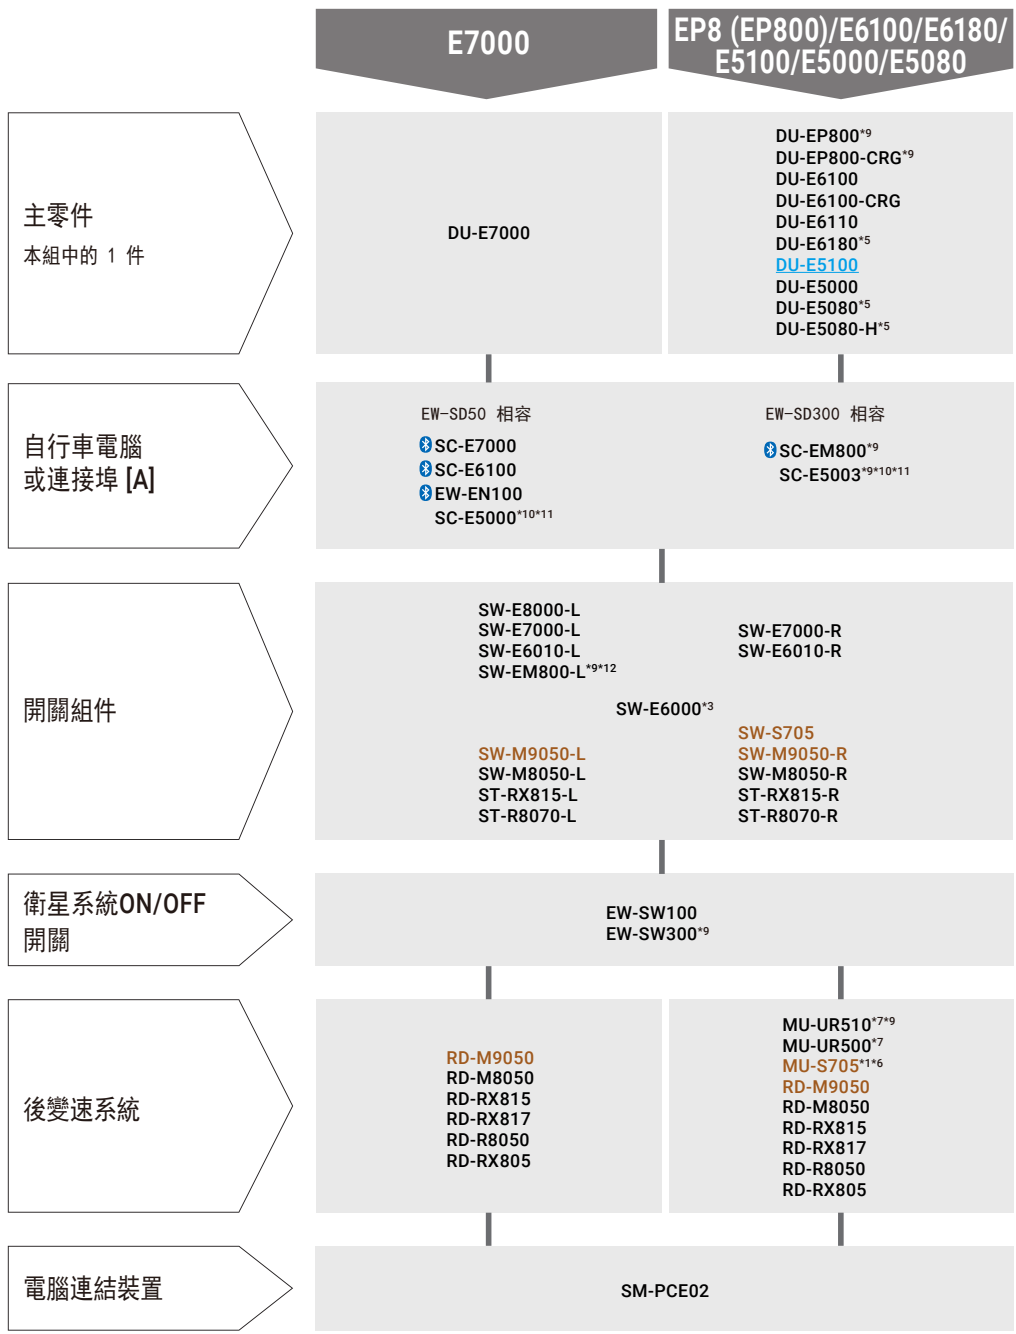 E7000
EP8 (EP800)/E6100/E6180/
E5100/E5000/E5080
主零件
本組中的 1 件
DU-E7000
DU-EP800*9
DU-EP800-CRG*9
DU-E6100
DU-E6100-CRG
DU-E6110
DU-E6180*5
DU-E5100
DU-E5000
DU-E5080*5
DU-E5080-H*5
自行車電腦
或連接埠 [A]
EW-SD50 相容
SC-E7000
SC-E6100
EW-EN100
SC-E5000*10*11
EW-SD300 相容
SC-EM800*9
SC-E5003*9*10*11
開關組件
SW-E8000-L
SW-E7000-L
SW-E6010-L
SW-EM800-L*9*12
SW-E7000-R
SW-E6010-R
SW-E6000*3
SW-M9050-L
SW-M8050-L
ST-RX815-L
ST-R8070-L
SW-S705
SW-M9050-R
SW-M8050-R
ST-RX815-R
ST-R8070-R
衛星系統ON/OFF
開關
EW-SW100
EW-SW300*9
後變速系統
RD-M9050
RD-M8050
RD-RX815
RD-RX817
RD-R8050
RD-RX805
MU-UR510*7*9
MU-UR500*7
MU-S705*1*6
RD-M9050
RD-M8050
RD-RX815
RD-RX817
RD-R8050
RD-RX805
電腦連結裝置
SM-PCE02